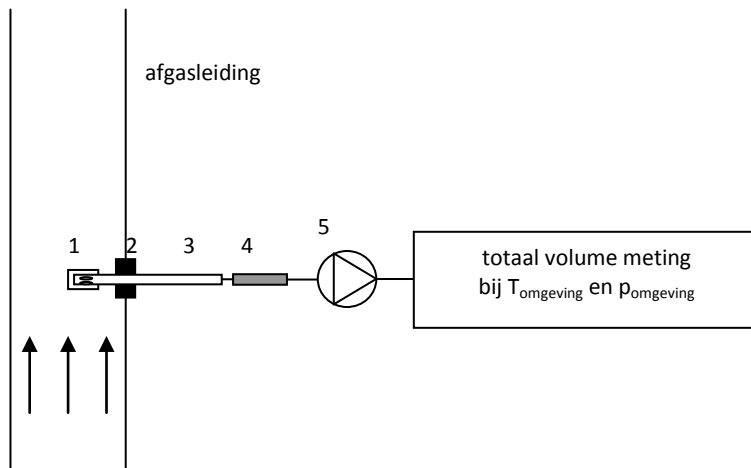 afgasleiding
1 2 3 4 5
totaal volume meting
bij Tomgeving en pomgeving